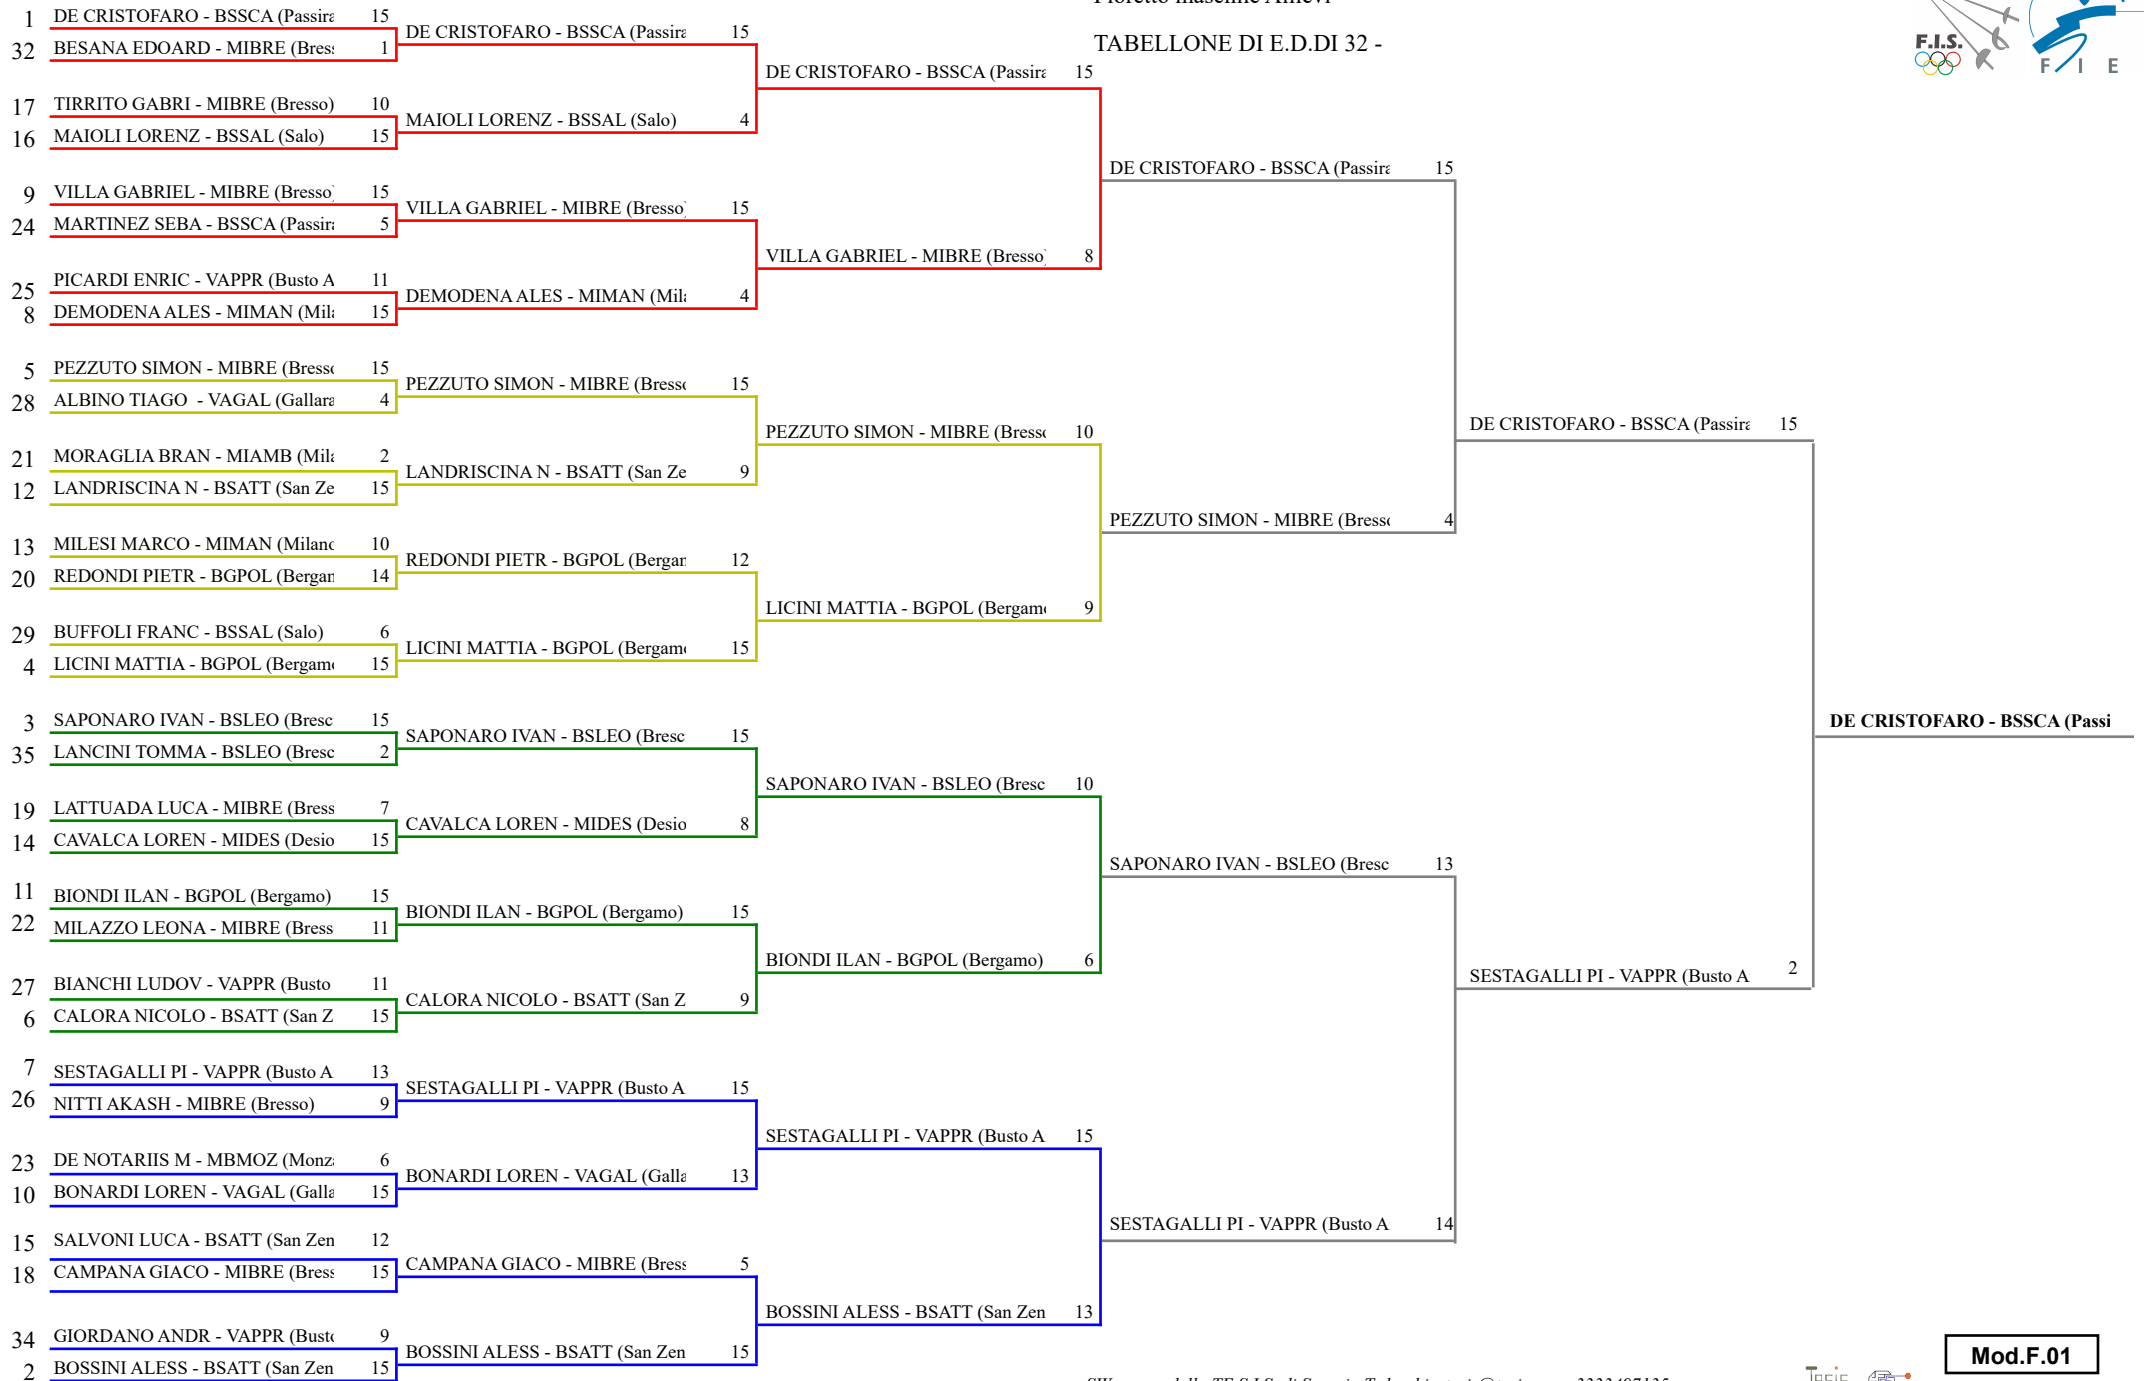 TABELLONE DI E.D.DI 32 -
F.I.S.
F I E
1 DE CRISTOFARO - BSSCA (Passira 15
32 BESANA EDOARD - MIBRE (Bres 1
17 TIRRITO GABRI - MIBRE (Bresso) 10
16 MAIOLI LORENZ - BSSAL (Salo) 15
9 VILLA GABRIEL - MIBRE (Bresso) 15
24 MARTINEZ SEBA - BSSCA (Passira 5
25 PICARDI ENRIC - VAPPR (Busto A 11
8 DEMODENA ALES - MIMAN (Mila 15
5 PEZZUTO SIMON - MIBRE (Bresso 15
28 ALBINO TIAGO - VAGAL (Gallara 4
21 MORAGLIA BRAN - MIAMB (Mila 2
12 LANDRISCINA N - BSATT (San Ze 15
13 MILESI MARCO - MIMAN (Milano 10
20 REDONDI PIETR - BGPOL (Bergam 14
29 BUFFOLI FRANC - BSSAL (Salo) 6
4 LICINI MATTIA - BGPOL (Bergamo 15
3 SAPONARO IVAN - BSLEO (Bresc 15
35 LANCINI TOMMA - BSLEO (Bresc 2
19 LATTUADA LUCA - MIBRE (Bress 7
14 CAVALCA LOREN - MIDES (Desio 15
11 BIONDI ILAN - BGPOL (Bergamo) 15
22 MILAZZO LEONA - MIBRE (Bress 11
27 BIANCHI LUDOV - VAPPR (Busto 11
6 CALORA NICOLO - BSATT (San Z 15
7 SESTAGALLI PI - VAPPR (Busto A 13
26 NITTI AKASH - MIBRE (Bresso) 9
23 DE NOTARIIS M - MBMOZ (Monza 6
10 BONARDI LOREN - VAGAL (Galla 15
15 SALVONI LUCA - BSATT (San Zen 12
18 CAMPANA GIACO - MIBRE (Bress 15
34 GIORDANO ANDR - VAPPR (Busto 9
2 BOSSINI ALESS - BSATT (San Zen 15
DE CRISTOFARO - BSSCA (Passira 15
MAIOLI LORENZ - BSSAL (Salo) 4
VILLA GABRIEL - MIBRE (Bresso) 15
DEMODENA ALES - MIMAN (Mila 4
PEZZUTO SIMON - MIBRE (Bresso 15
LANDRISCINA N - BSATT (San Ze 9
REDONDI PIETR - BGPOL (Bergam 12
LICINI MATTIA - BGPOL (Bergamo 15
SAPONARO IVAN - BSLEO (Bresc 15
CAVALCA LOREN - MIDES (Desio 8
BIONDI ILAN - BGPOL (Bergamo) 15
CALORA NICOLO - BSATT (San Z 9
SESTAGALLI PI - VAPPR (Busto A 15
BONARDI LOREN - VAGAL (Galla 13
CAMPANA GIACO - MIBRE (Bress 5
BOSSINI ALESS - BSATT (San Zen 15
DE CRISTOFARO - BSSCA (Passira 15
VILLA GABRIEL - MIBRE (Bresso) 8
PEZZUTO SIMON - MIBRE (Bresso 10
LICINI MATTIA - BGPOL (Bergamo 9
SAPONARO IVAN - BSLEO (Bresc 10
BIONDI ILAN - BGPOL (Bergamo) 6
SESTAGALLI PI - VAPPR (Busto A 15
BOSSINI ALESS - BSATT (San Zen 13
DE CRISTOFARO - BSSCA (Passira 15
PEZZUTO SIMON - MIBRE (Bresso 4
SAPONARO IVAN - BSLEO (Bresc 13
SESTAGALLI PI - VAPPR (Busto A 14
DE CRISTOFARO - BSSCA (Passira 15
SESTAGALLI PI - VAPPR (Busto A 2
DE CRISTOFARO - BSSCA (Passi
Mod.F.01